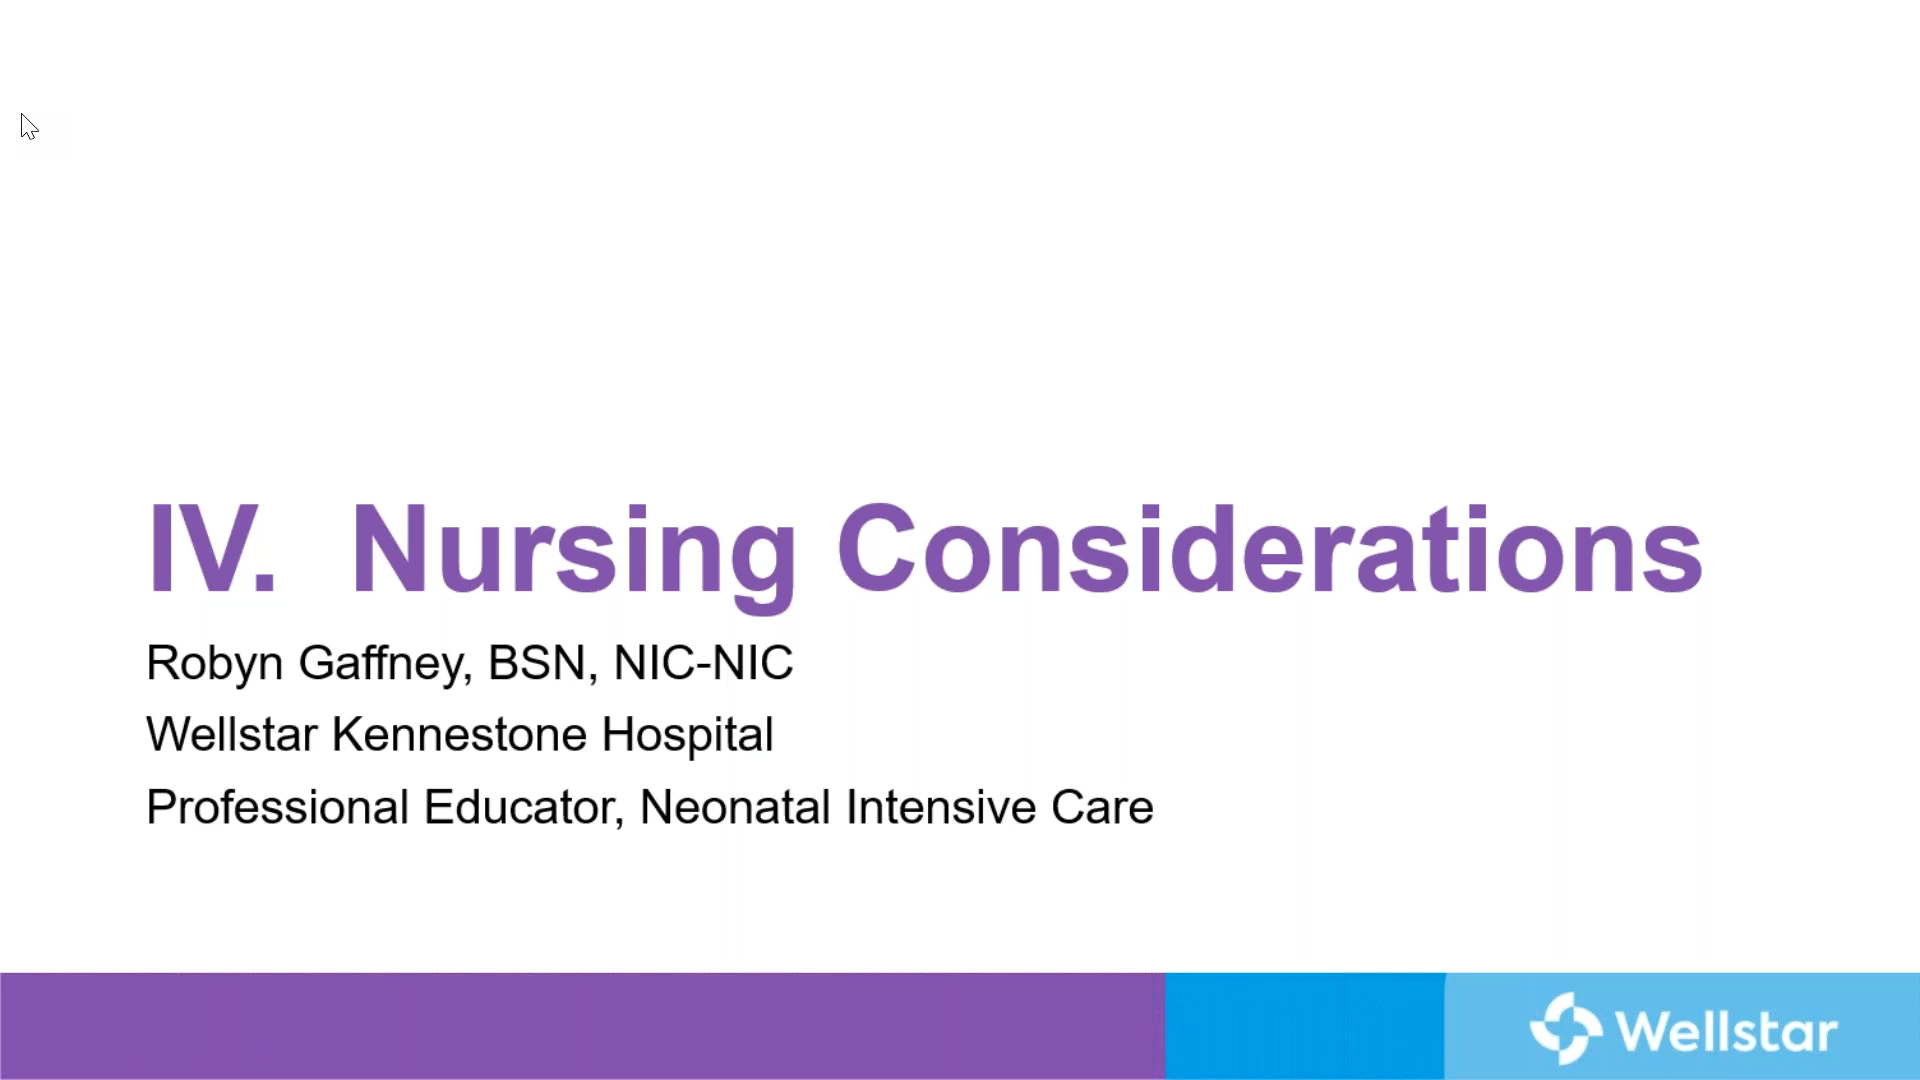 IV. Nursing Considerations
Robyn Gaffney, BSN, NIC-NIC
Wellstar Kennestone Hospital
Professional Educator, Neonatal Intensive Care
Wellstar